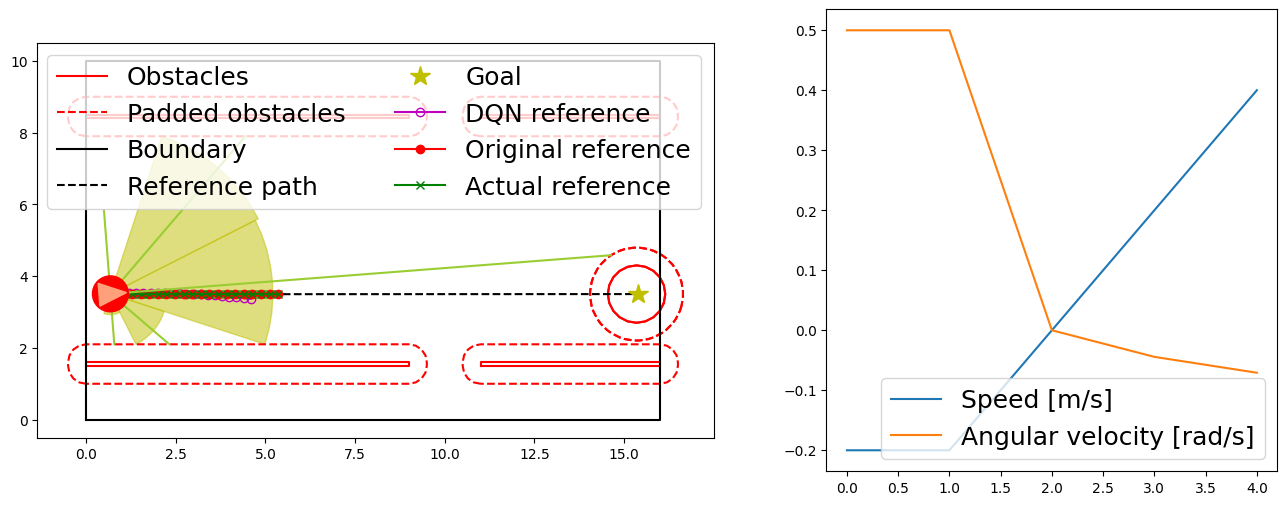 Obstacles
Padded obstacles
Boundary
Reference path
Goal
DQN reference
Original reference
Actual reference
10
8
6
4
2
0
0.0 2.5 5.0 7.5 10.0 12.5 15.0
0.5
0.4
0.3
0.2
0.1
0.0
−0.1
−0.2
Speed [m/s]
Angular velocity [rad/s]
0.0 0.5 1.0 1.5 2.0 2.5 3.0 3.5 4.0